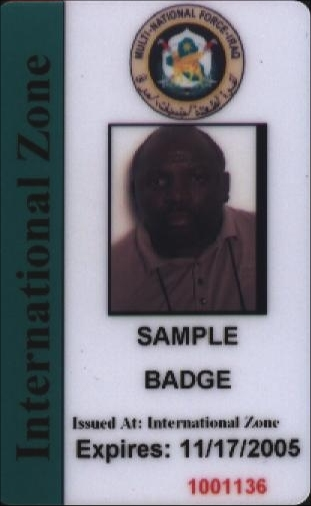 International Zone
MULTI-NATIONAL FORCE-IRAQ
SAMPLE
BADGE
Issued At: International Zone
Expires: 11/17/2005
1001136